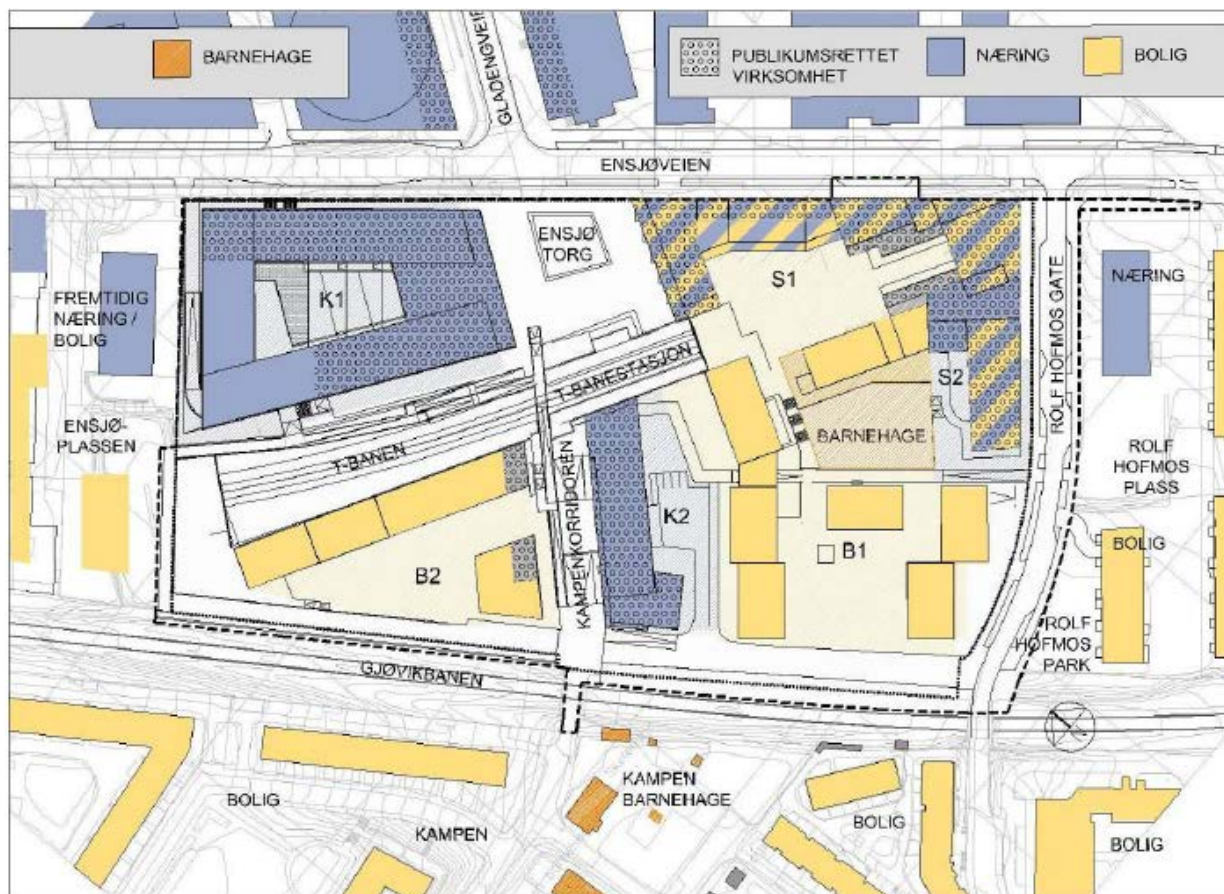 BARNEHAGE
PUBLIKUMSRETTET
VIRKSOMHET
NÆRING
BOLIG
GLADENGVEIEN
ENSJØVEIEN
ENSJØ
TORG
K1
S1
FREMTIDIG
NÆRING /
BOLIG
NÆRING
ROLF HOFMOS GATE
T-BANESTASJON
S2
ENSJØ-
PLASSEN
T-BANEN
BARNEHAGE
ROLF
HOFMOS
PLASS
KAMPENKORRIDOREN
K2
B1
BOLIG
B2
ROLF
HOFMOS
PARK
GJØVIKBANEN
KAMPEN
BARNEHAGE
BOLIG
KAMPEN
BOLIG
BOLIG